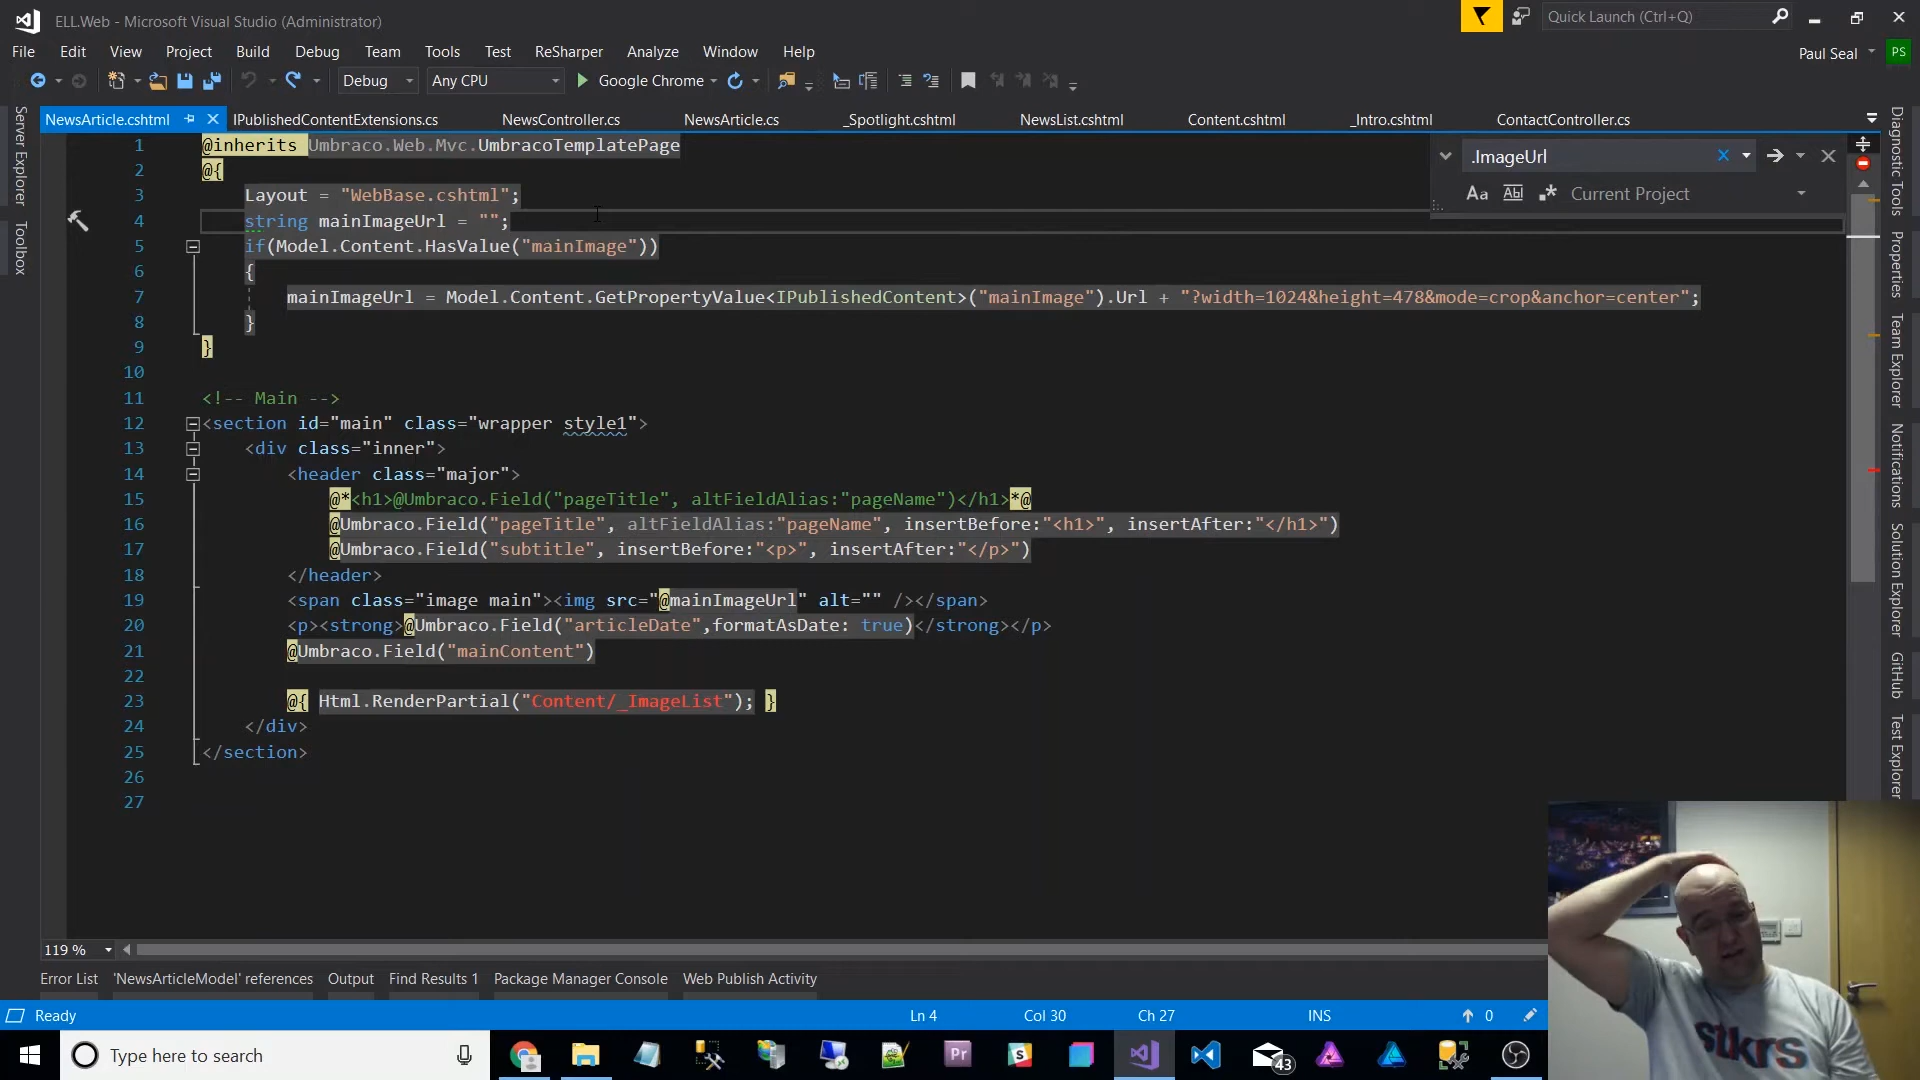 ELL.Web - Microsoft Visual Studio (Administrator)
Quick Launch (Ctrl+Q)
File Edit View Project Build Debug Team Tools Test ReSharper Analyze Window Help
Paul Seal PS
Debug Any CPU Google Chrome
Server Explorer
Toolbox
NewsArticle.cshtml IPublishedContentExtensions.cs NewsController.cs NewsArticle.cs _Spotlight.cshtml NewsList.cshtml Content.cshtml _Intro.cshtml ContactController.cs
.ImageUrl
Aa Abl .* Current Project
1 @inherits Umbraco.Web.Mvc.UmbracoTemplatePage
2 @{
3 Layout = "WebBase.cshtml";
4 string mainImageUrl = "";
5 if(Model.Content.HasValue("mainImage"))
6 {
7 mainImageUrl = Model.Content.GetPropertyValue<IPublishedContent>("mainImage").Url + "?width=1024&height=478&mode=crop&anchor=center";
8 }
9 }
10
11 <!-- Main -->
12 <section id="main" class="wrapper style1">
13 <div class="inner">
14 <header class="major">
15 @*<h1>@Umbraco.Field("pageTitle", altFieldAlias:"pageName")</h1>*@
16 @Umbraco.Field("pageTitle", altFieldAlias:"pageName", insertBefore:"<h1>", insertAfter:"</h1>")
17 @Umbraco.Field("subtitle", insertBefore:"<p>", insertAfter:"</p>")
18 </header>
19 <span class="image main"><img src="@mainImageUrl" alt="" /></span>
20 <p><strong>@Umbraco.Field("articleDate",formatAsDate: true)</strong></p>
21 @Umbraco.Field("mainContent")
22
23 @{ Html.RenderPartial("Content/_ImageList"); }
24 </div>
25 </section>
26
27
Diagnostic Tools
Properties
Team Explorer
Notifications
Solution Explorer
GitHub
Test Explorer
119 %
Error List 'NewsArticleModel' references Output Find Results 1 Package Manager Console Web Publish Activity
Ready Ln 4 Col 30 Ch 27 INS 0
Type here to search
Pr
S
43
stkrs